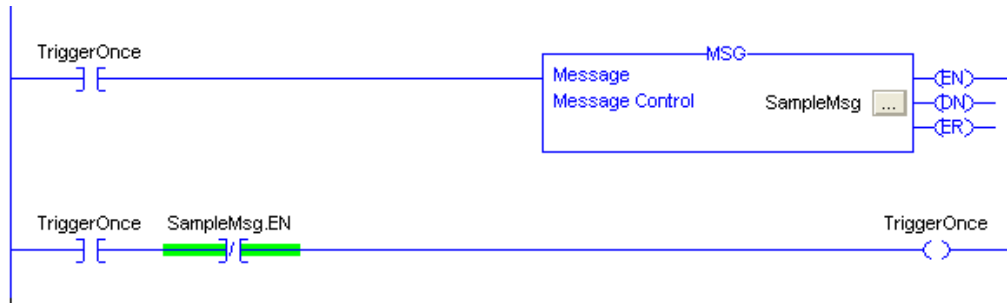 TriggerOnce
MSG
Message
Message Control SampleMsg ...
EN
DN
ER
TriggerOnce SampleMsg.EN TriggerOnce